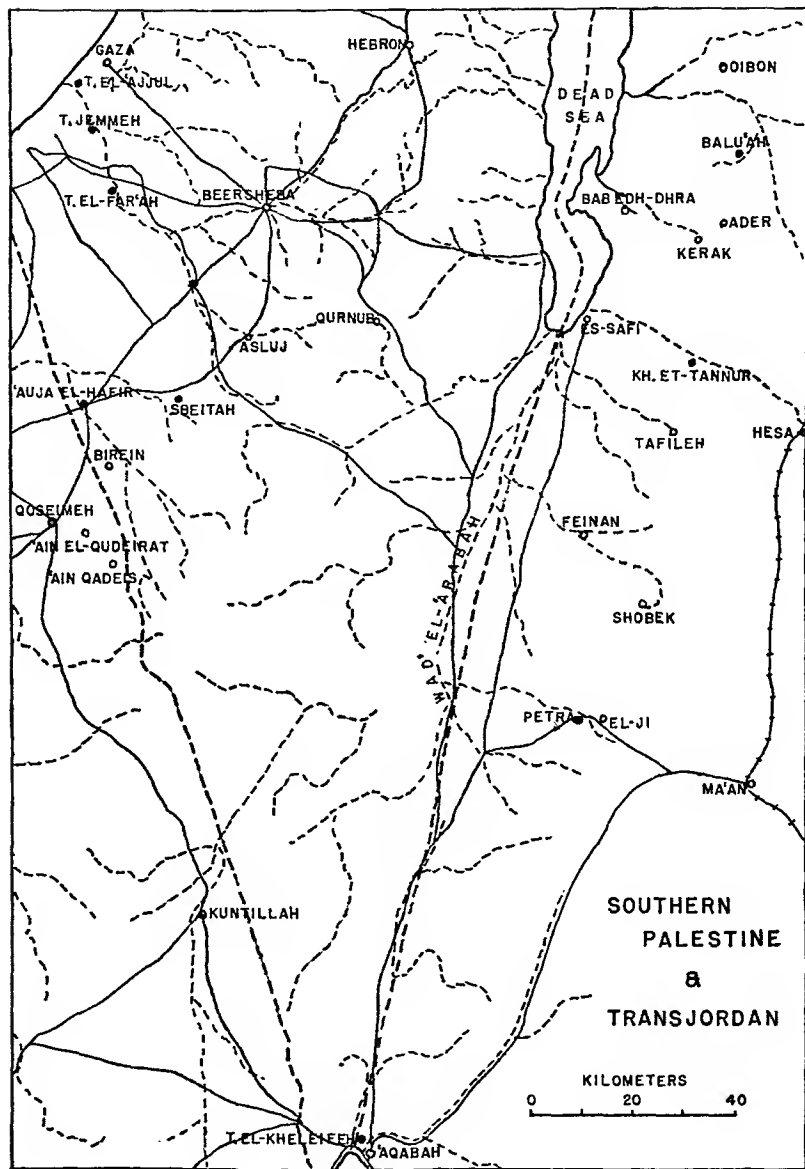 GAZA
HEBRON
OIBON
T. EL-AJJUL
DEAD
SEA
T. JEMMEH
BALU'AH
BEERSHEBA
BAB EDH-DHRA
T. EL-FAR'AH
ADER
KERAK
QURNUB
ES-SAFI
ASLUJ
KH. ET-TANNUR
'AUJA EL-HAFIR
SBEITAH
TAFILEH
HESA
BIREIN
QOSEIMEH
FEINAN
'AIN EL-QUDEIRAT
'AIN QADEIS
WADI EL-'ARABAH
SHOBEK
PETRA
EL-JI
MA'AN
KUNTILLAH
SOUTHERN
PALESTINE
&
TRANSJORDAN
KILOMETERS
0 20 40
T. EL-KHELEIFEH
'AQABAH